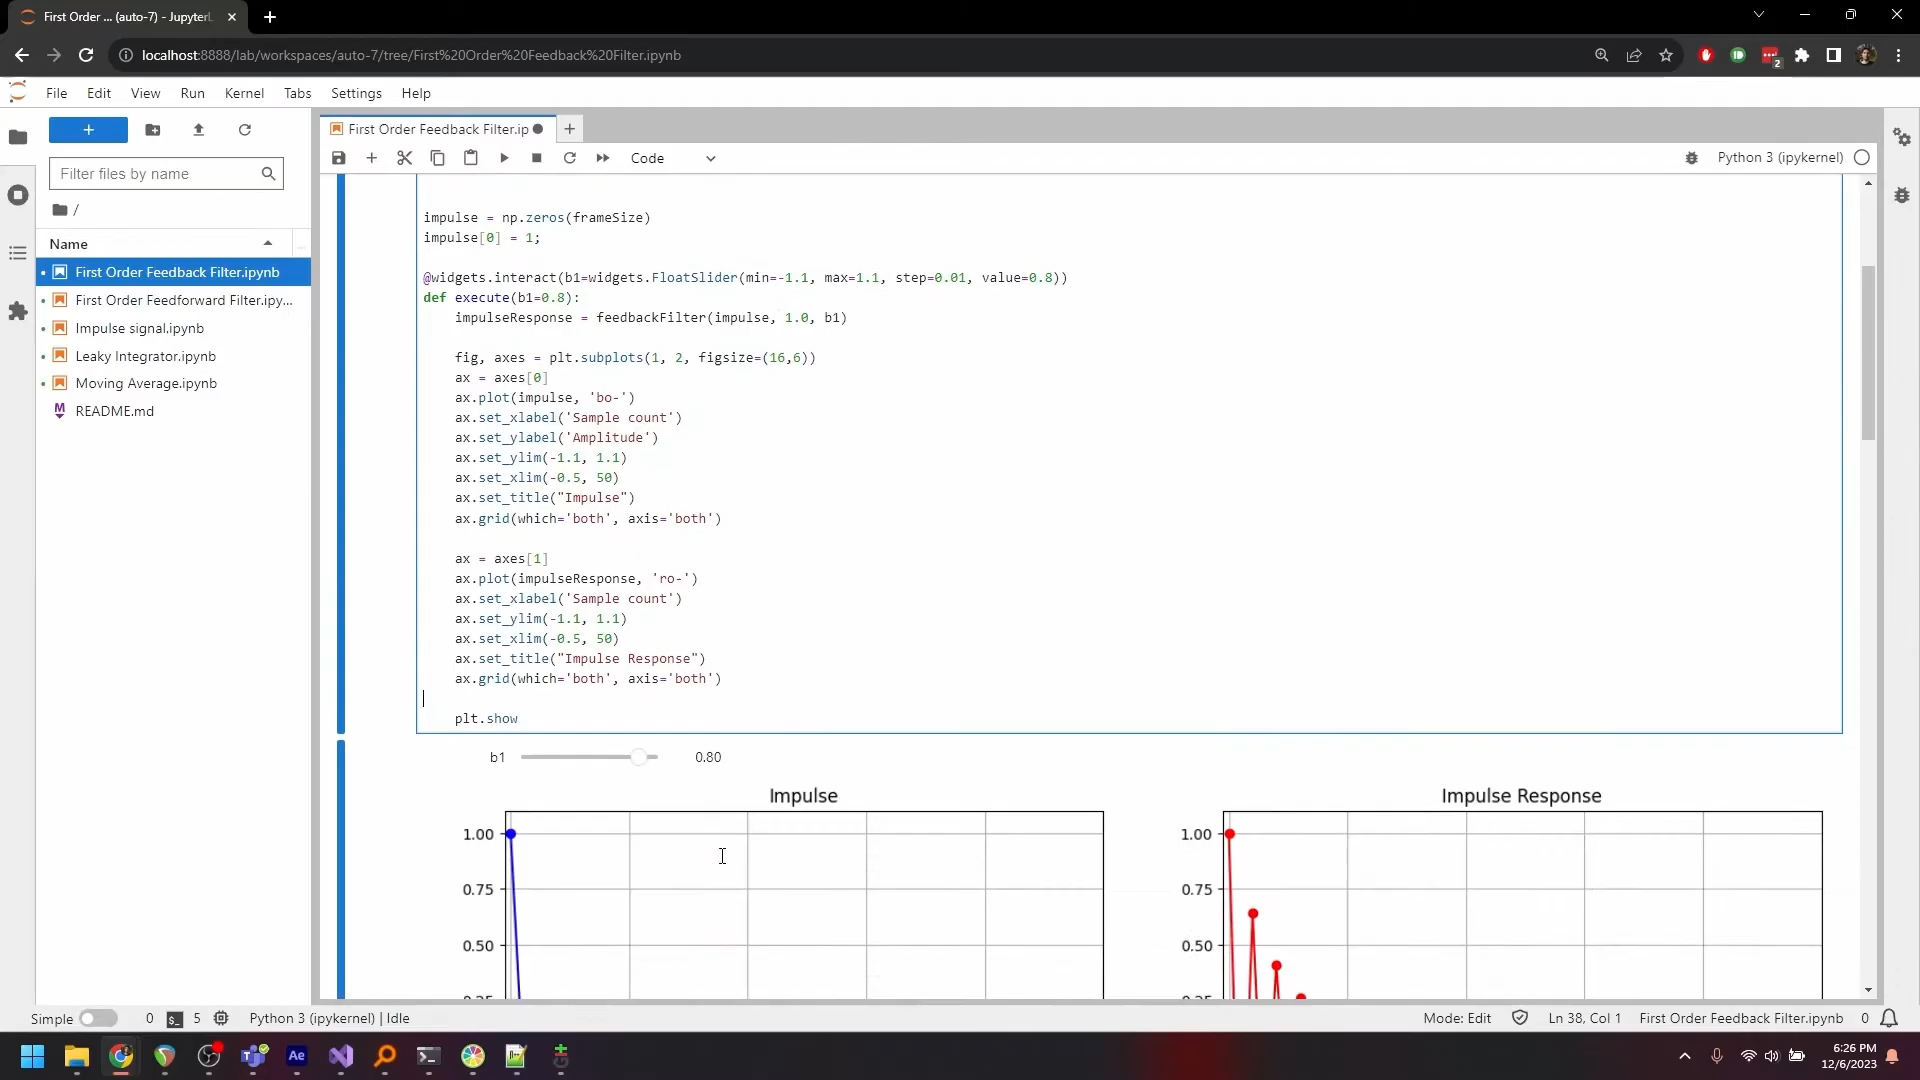 First Order ... (auto-7) - JupyterL
localhost:8888/lab/workspaces/auto-7/tree/First%20Order%20Feedback%20Filter.ipynb
2
File Edit View Run Kernel Tabs Settings Help
First Order Feedback Filter.ip
Code
Python 3 (ipykernel)
Filter files by name
/
Name
First Order Feedback Filter.ipynb
First Order Feedforward Filter.ipy...
Impulse signal.ipynb
Leaky Integrator.ipynb
Moving Average.ipynb
README.md
impulse = np.zeros(frameSize)
impulse[0] = 1;
@widgets.interact(b1=widgets.FloatSlider(min=-1.1, max=1.1, step=0.01, value=0.8))
def execute(b1=0.8):
    impulseResponse = feedbackFilter(impulse, 1.0, b1)
    fig, axes = plt.subplots(1, 2, figsize=(16,6))
    ax = axes[0]
    ax.plot(impulse, 'bo-')
    ax.set_xlabel('Sample count')
    ax.set_ylabel('Amplitude')
    ax.set_ylim(-1.1, 1.1)
    ax.set_xlim(-0.5, 50)
    ax.set_title("Impulse")
    ax.grid(which='both', axis='both')
    ax = axes[1]
    ax.plot(impulseResponse, 'ro-')
    ax.set_xlabel('Sample count')
    ax.set_ylim(-1.1, 1.1)
    ax.set_xlim(-0.5, 50)
    ax.set_title("Impulse Response")
    ax.grid(which='both', axis='both')
    plt.show
b1 0.80
Impulse
1.00
0.75
0.50
0.25
Impulse Response
1.00
0.75
0.50
0.25
Simple 0 5 Python 3 (ipykernel) | Idle
Mode: Edit Ln 38, Col 1 First Order Feedback Filter.ipynb 0
Ae
6:26 PM
12/6/2023